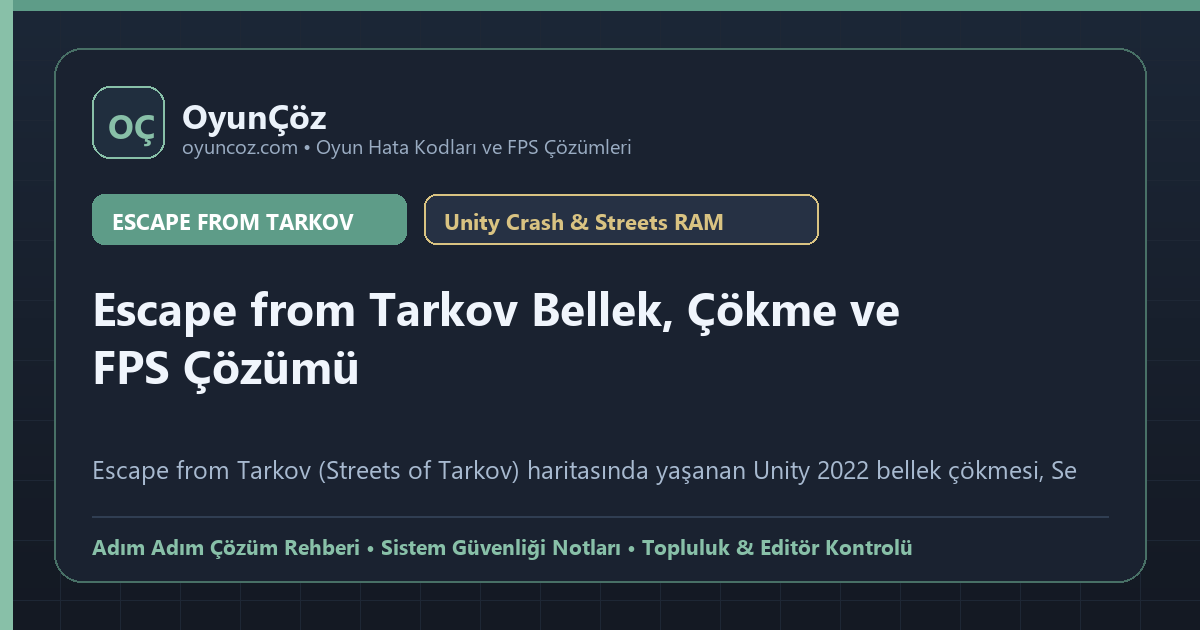 OÇ
OyunÇöz
oyuncoz.com • Oyun Hata Kodları ve FPS Çözümleri
ESCAPE FROM TARKOV
Unity Crash & Streets RAM
Escape from Tarkov Bellek, Çökme ve
FPS Çözümü
Escape from Tarkov (Streets of Tarkov) haritasında yaşanan Unity 2022 bellek çökmesi, Se
Adım Adım Çözüm Rehberi • Sistem Güvenliği Notları • Topluluk & Editör Kontrolü